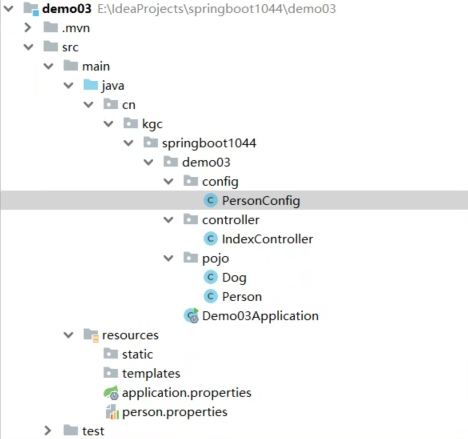 demo03 E:\IdeaProjects\springboot1044\demo03
.mvn
src
main
java
cn
kgc
springboot1044
demo03
config
PersonConfig
controller
IndexController
pojo
Dog
Person
Demo03Application
resources
static
templates
application.properties
person.properties
test